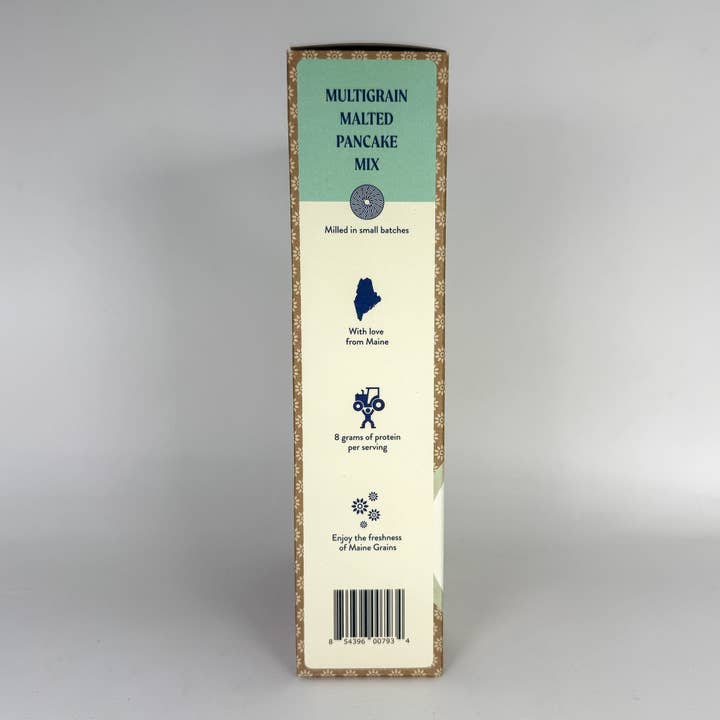 MULTIGRAIN
MALTED
PANCAKE
MIX
Milled in small batches
With love
from Maine
8 grams of protein
per serving
Enjoy the freshness
of Maine Grains
8 54396 00793 4